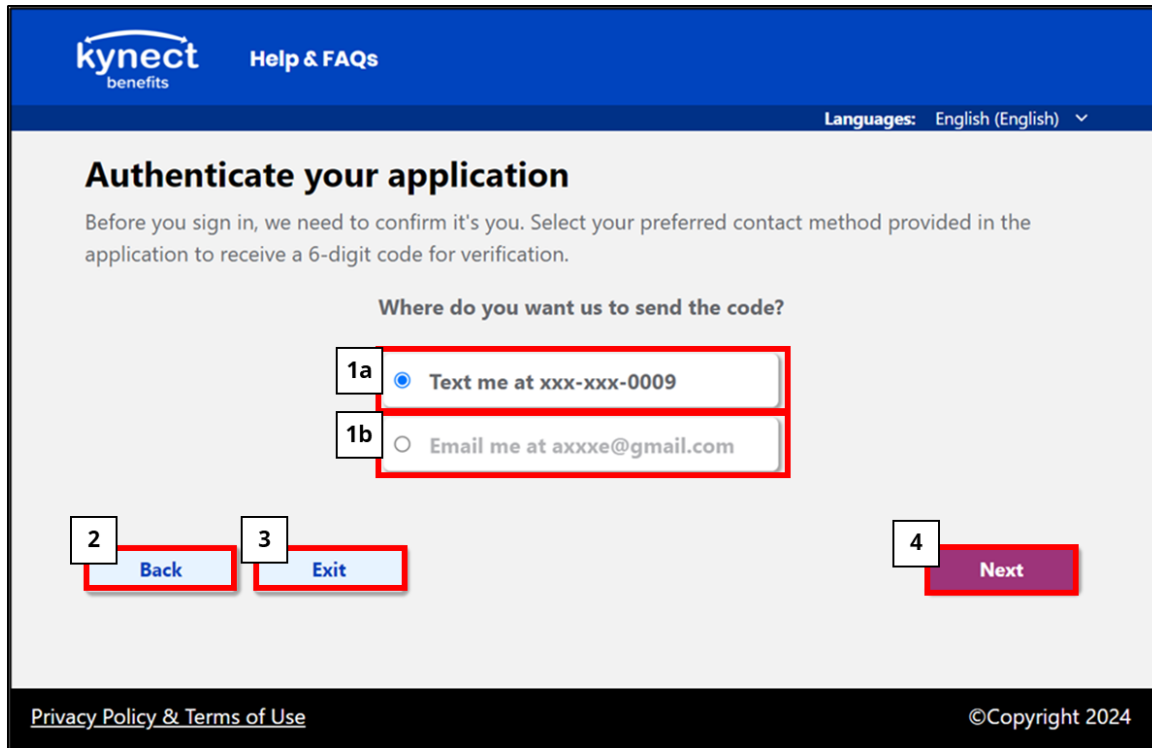 kynect
benefits
Help & FAQs
Languages: English (English)
Authenticate your application
Before you sign in, we need to confirm it's you. Select your preferred contact method provided in the
application to receive a 6-digit code for verification.
Where do you want us to send the code?
1a
Text me at xxx-xxx-0009
1b
Email me at axxxe@gmail.com
2
Back
3
Exit
4
Next
Privacy Policy & Terms of Use
©Copyright 2024